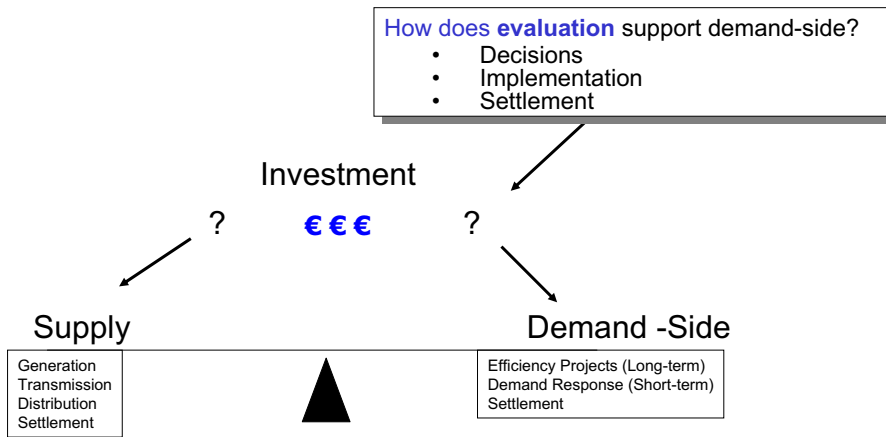 How does evaluation support demand-side?
• Decisions
• Implementation
• Settlement
Investment
? € € € ?
Supply
Demand -Side
Generation
Transmission
Distribution
Settlement
Efficiency Projects (Long-term)
Demand Response (Short-term)
Settlement